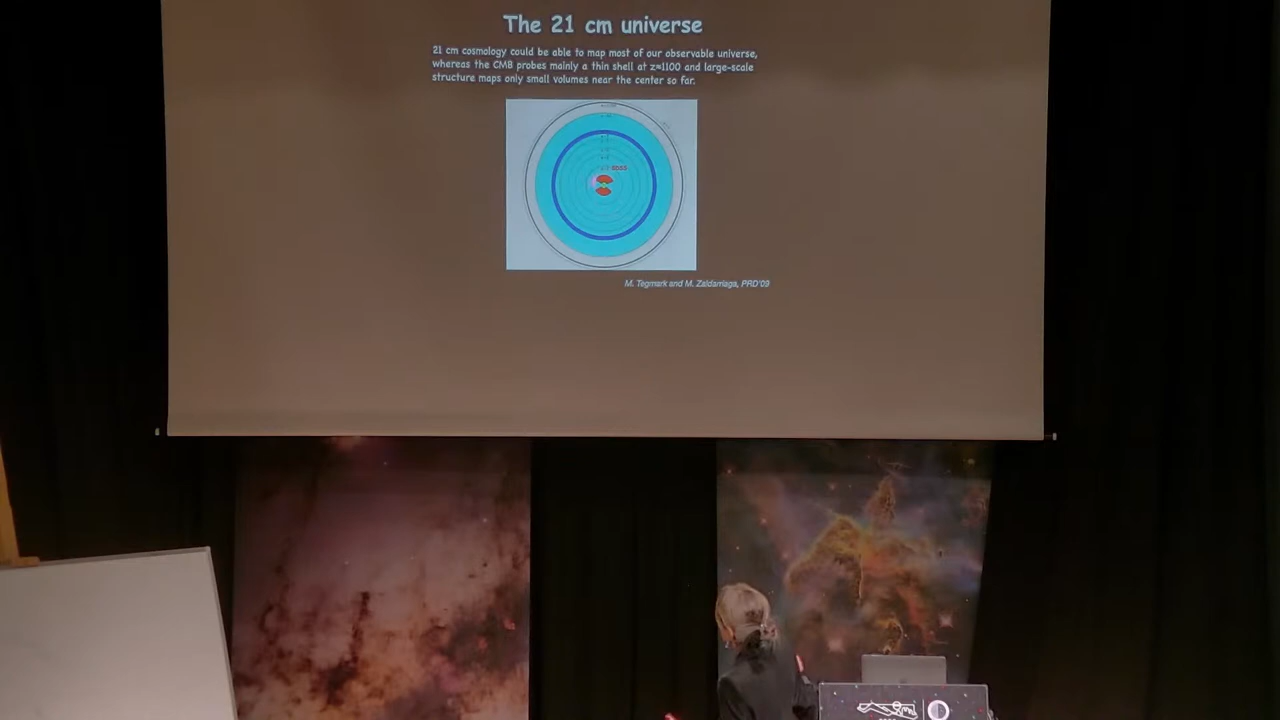 The 21 cm universe
21 cm cosmology could be able to map most of our observable universe,
whereas the CMB probes mainly a thin shell at z≈1100 and large-scale
structure maps only small volumes near the center so far.
SDSS
M. Tegmark and M. Zaldarriaga, PRD'09